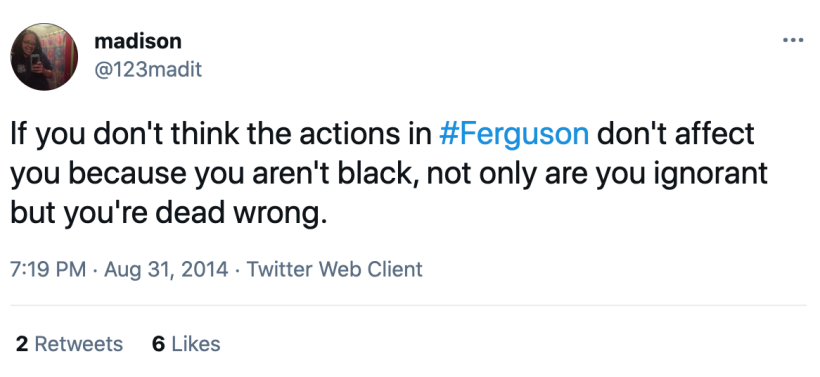 madison
@123madit
If you don't think the actions in #Ferguson don't affect
you because you aren't black, not only are you ignorant
but you're dead wrong.
7:19 PM · Aug 31, 2014 · Twitter Web Client
2 Retweets 6 Likes